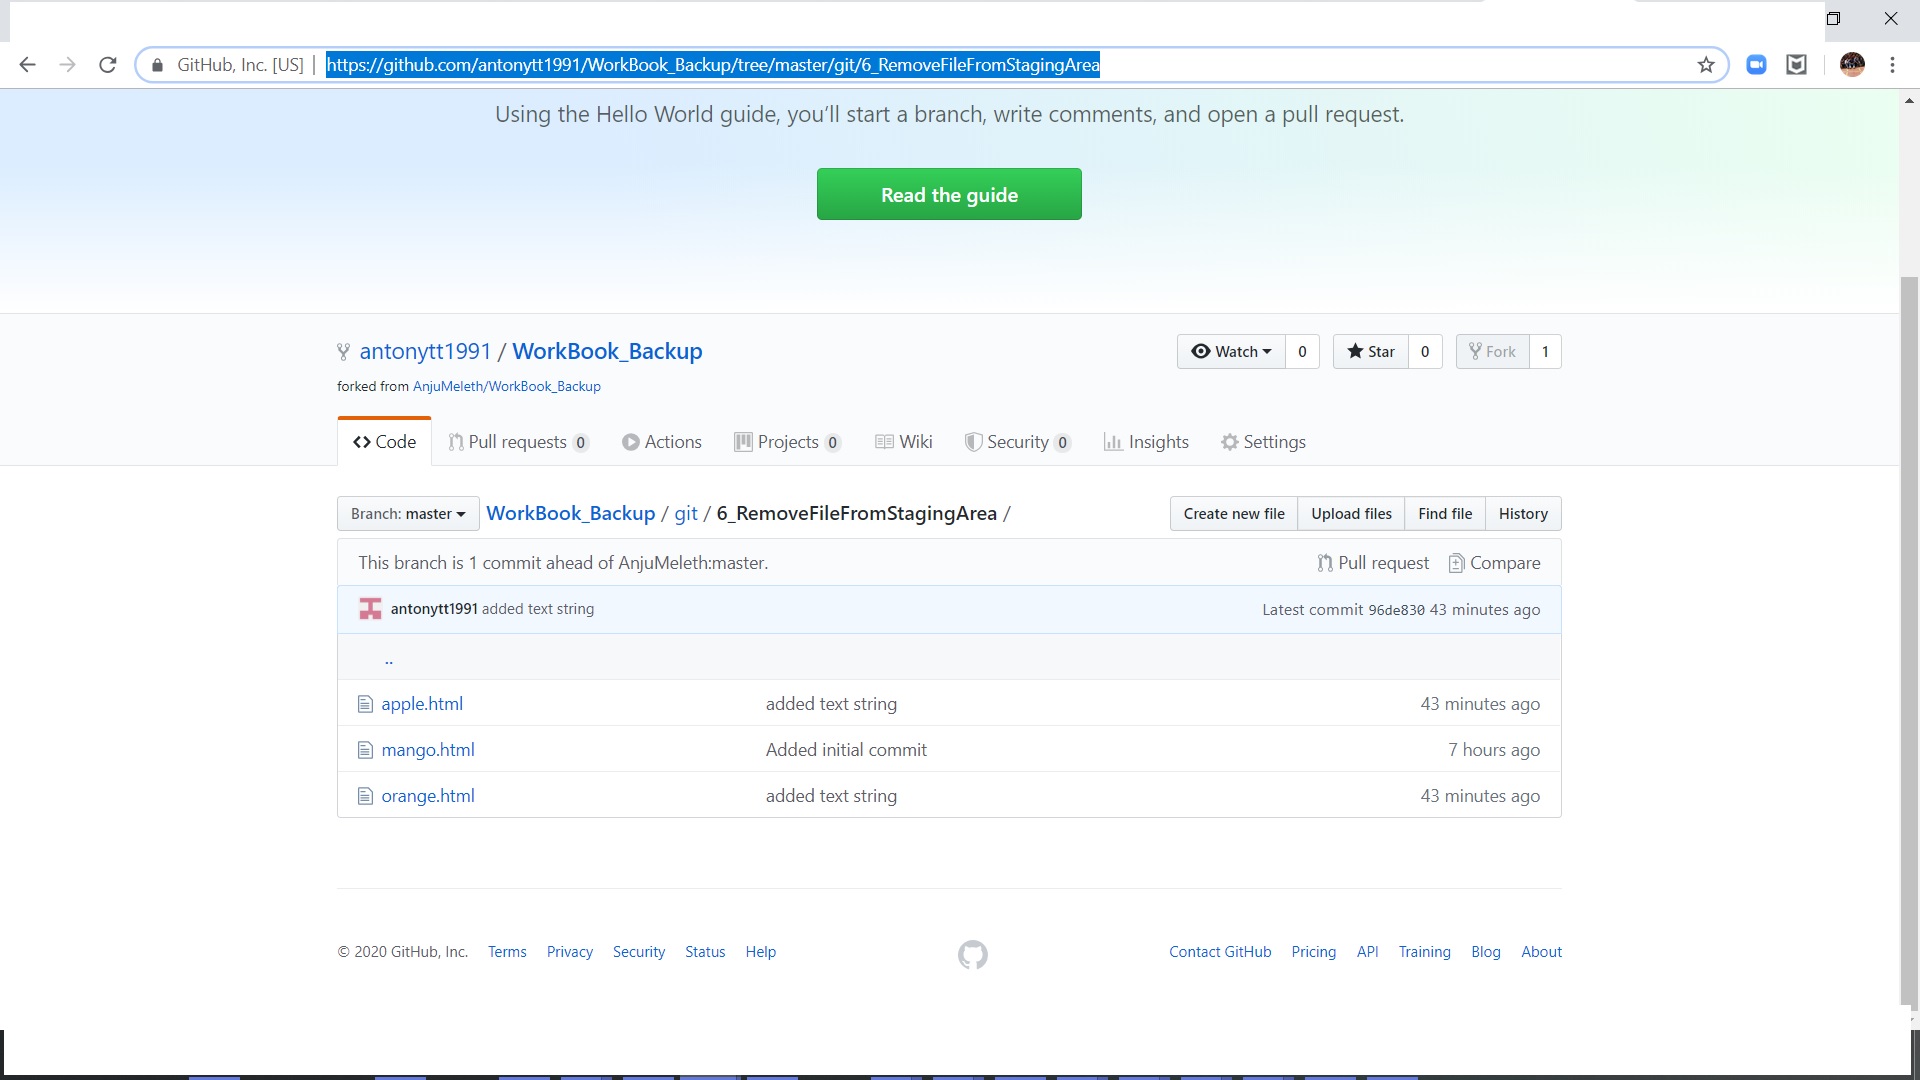 GitHub, Inc. [US] | https://github.com/antonytt1991/WorkBook_Backup/tree/master/git/6_RemoveFileFromStagingArea
Using the Hello World guide, you’ll start a branch, write comments, and open a pull request.
Read the guide
antonytt1991 / WorkBook_Backup
Watch 0 Star 0 Fork 1
forked from AnjuMeleth/WorkBook_Backup
Code Pull requests 0 Actions Projects 0 Wiki Security 0 Insights Settings
Branch: master WorkBook_Backup / git / 6_RemoveFileFromStagingArea / Create new file Upload files Find file History
This branch is 1 commit ahead of AnjuMeleth:master. Pull request Compare
antonytt1991 added text string Latest commit 96de830 43 minutes ago
..
apple.html added text string 43 minutes ago
mango.html Added initial commit 7 hours ago
orange.html added text string 43 minutes ago
© 2020 GitHub, Inc. Terms Privacy Security Status Help Contact GitHub Pricing API Training Blog About